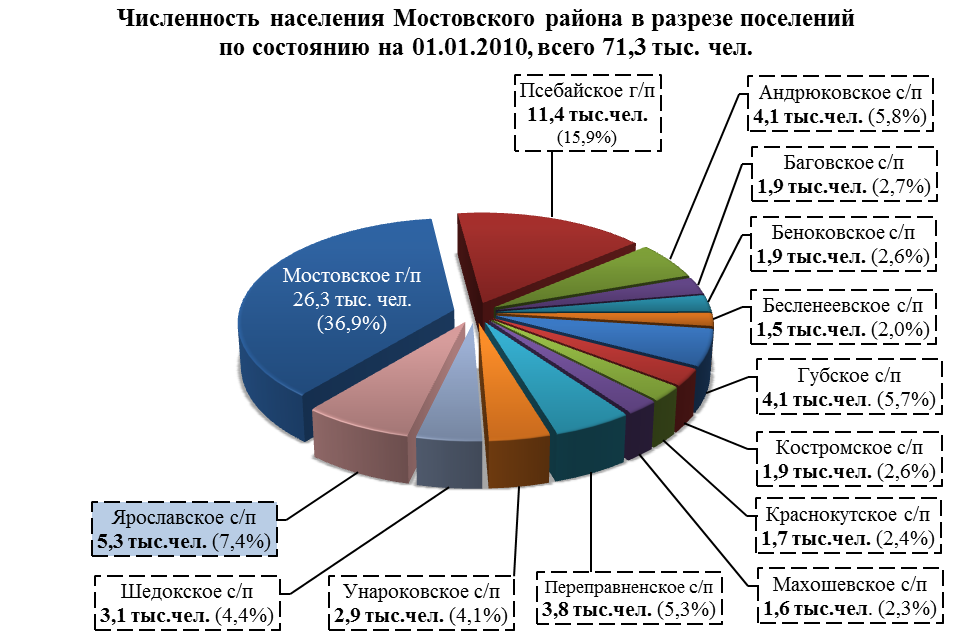 Численность населения Мостовского района в разрезе поселений
по состоянию на 01.01.2010, всего 71,3 тыс. чел.
Псебайское г/п
11,4 тыс.чел.
(15,9%)
Андрюковское с/п
4,1 тыс.чел. (5,8%)
Баговское с/п
1,9 тыс.чел. (2,7%)
Беноковское с/п
1,9 тыс.чел. (2,6%)
Бесленеевское с/п
1,5 тыс.чел. (2,0%)
Губское с/п
4,1 тыс.чел. (5,7%)
Костромское с/п
1,9 тыс.чел. (2,6%)
Краснокутское с/п
1,7 тыс.чел. (2,4%)
Махошевское с/п
1,6 тыс.чел. (2,3%)
Переправненское с/п
3,8 тыс.чел. (5,3%)
Унароковское с/п
2,9 тыс.чел. (4,1%)
Шедокское с/п
3,1 тыс.чел. (4,4%)
Ярославское с/п
5,3 тыс.чел. (7,4%)
Мостовское г/п
26,3 тыс. чел.
(36,9%)